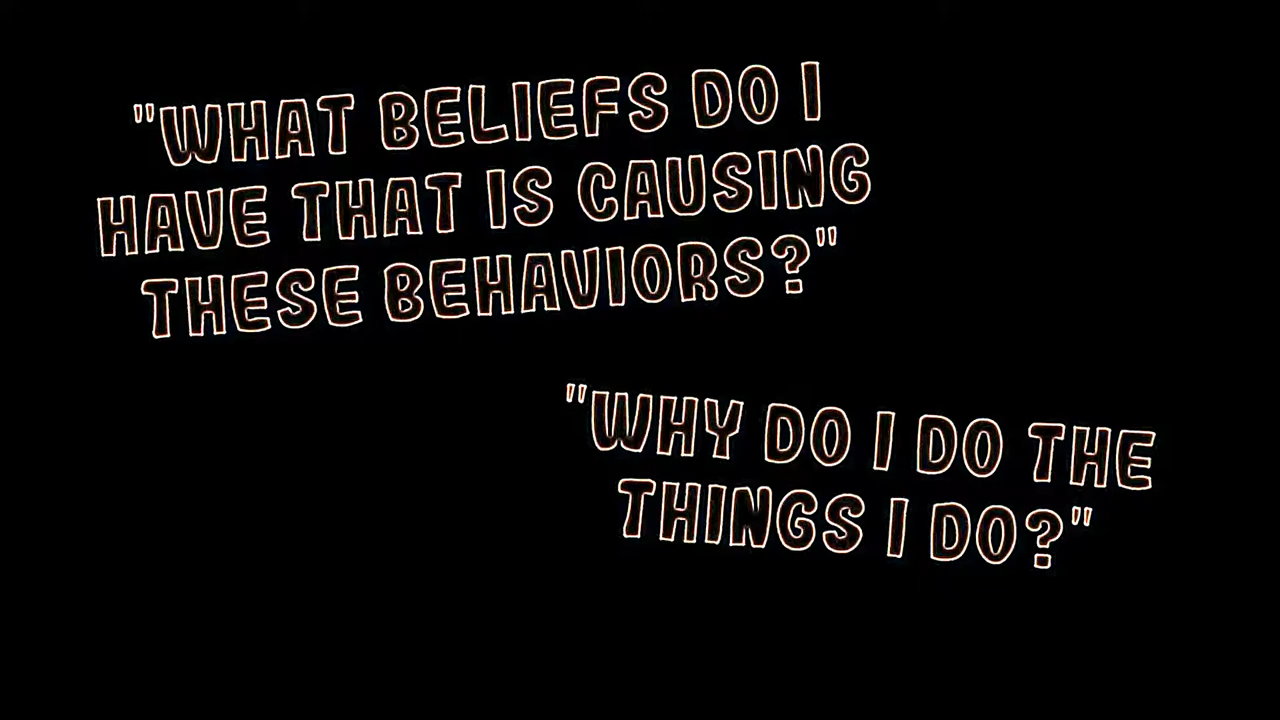 "WHAT BELIEFS DO I
HAVE THAT IS CAUSING
THESE BEHAVIORS?"
"WHY DO I DO THE
THINGS I DO?"